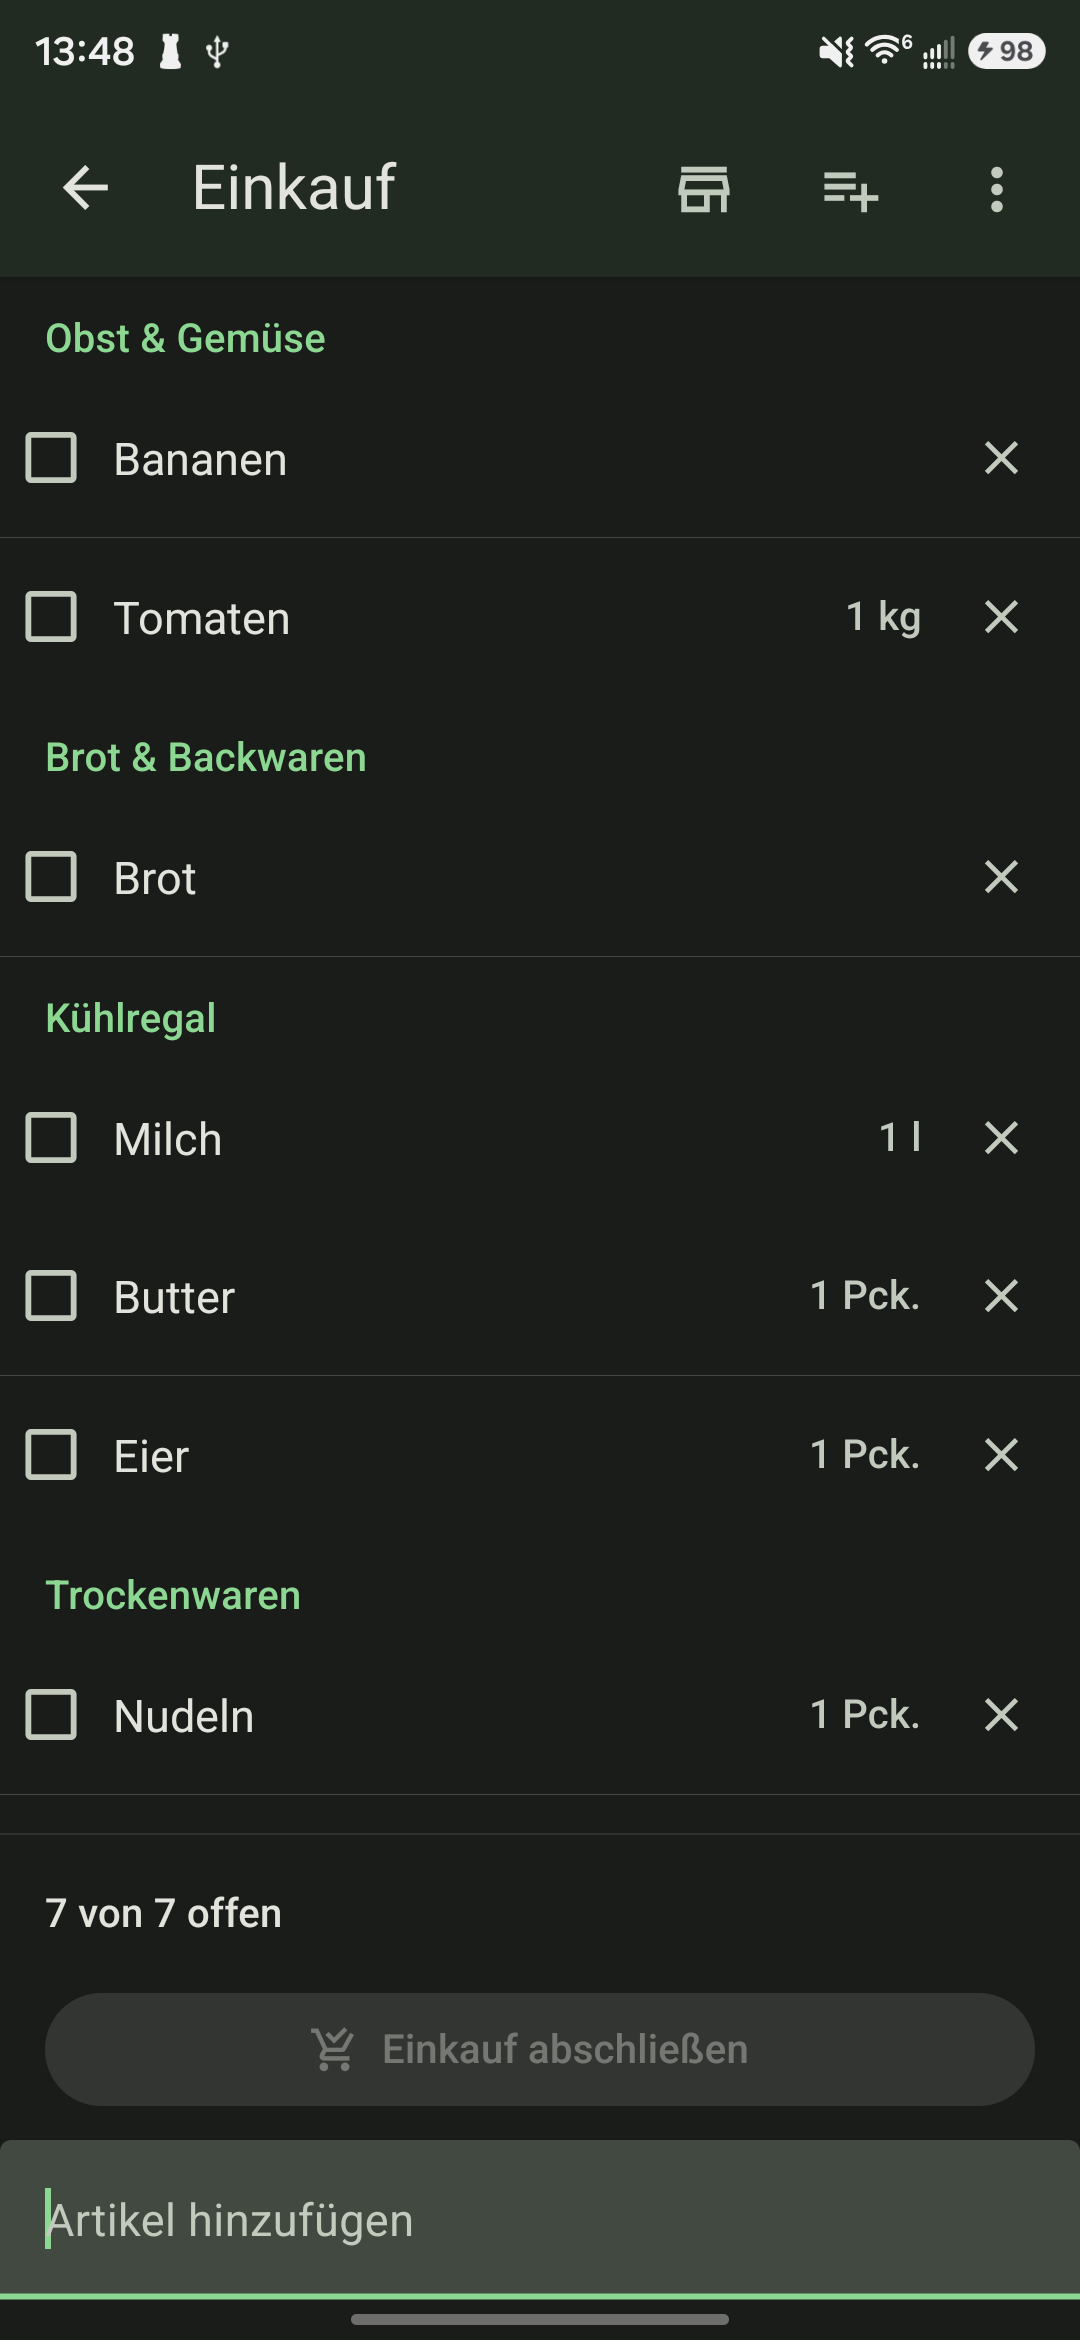 13:48 6 98
Einkauf
Obst & Gemüse
Bananen
Tomaten 1 kg
Brot & Backwaren
Brot
Kühlregal
Milch 1 l
Butter 1 Pck.
Eier 1 Pck.
Trockenwaren
Nudeln 1 Pck.
7 von 7 offen
Einkauf abschließen
Artikel hinzufügen